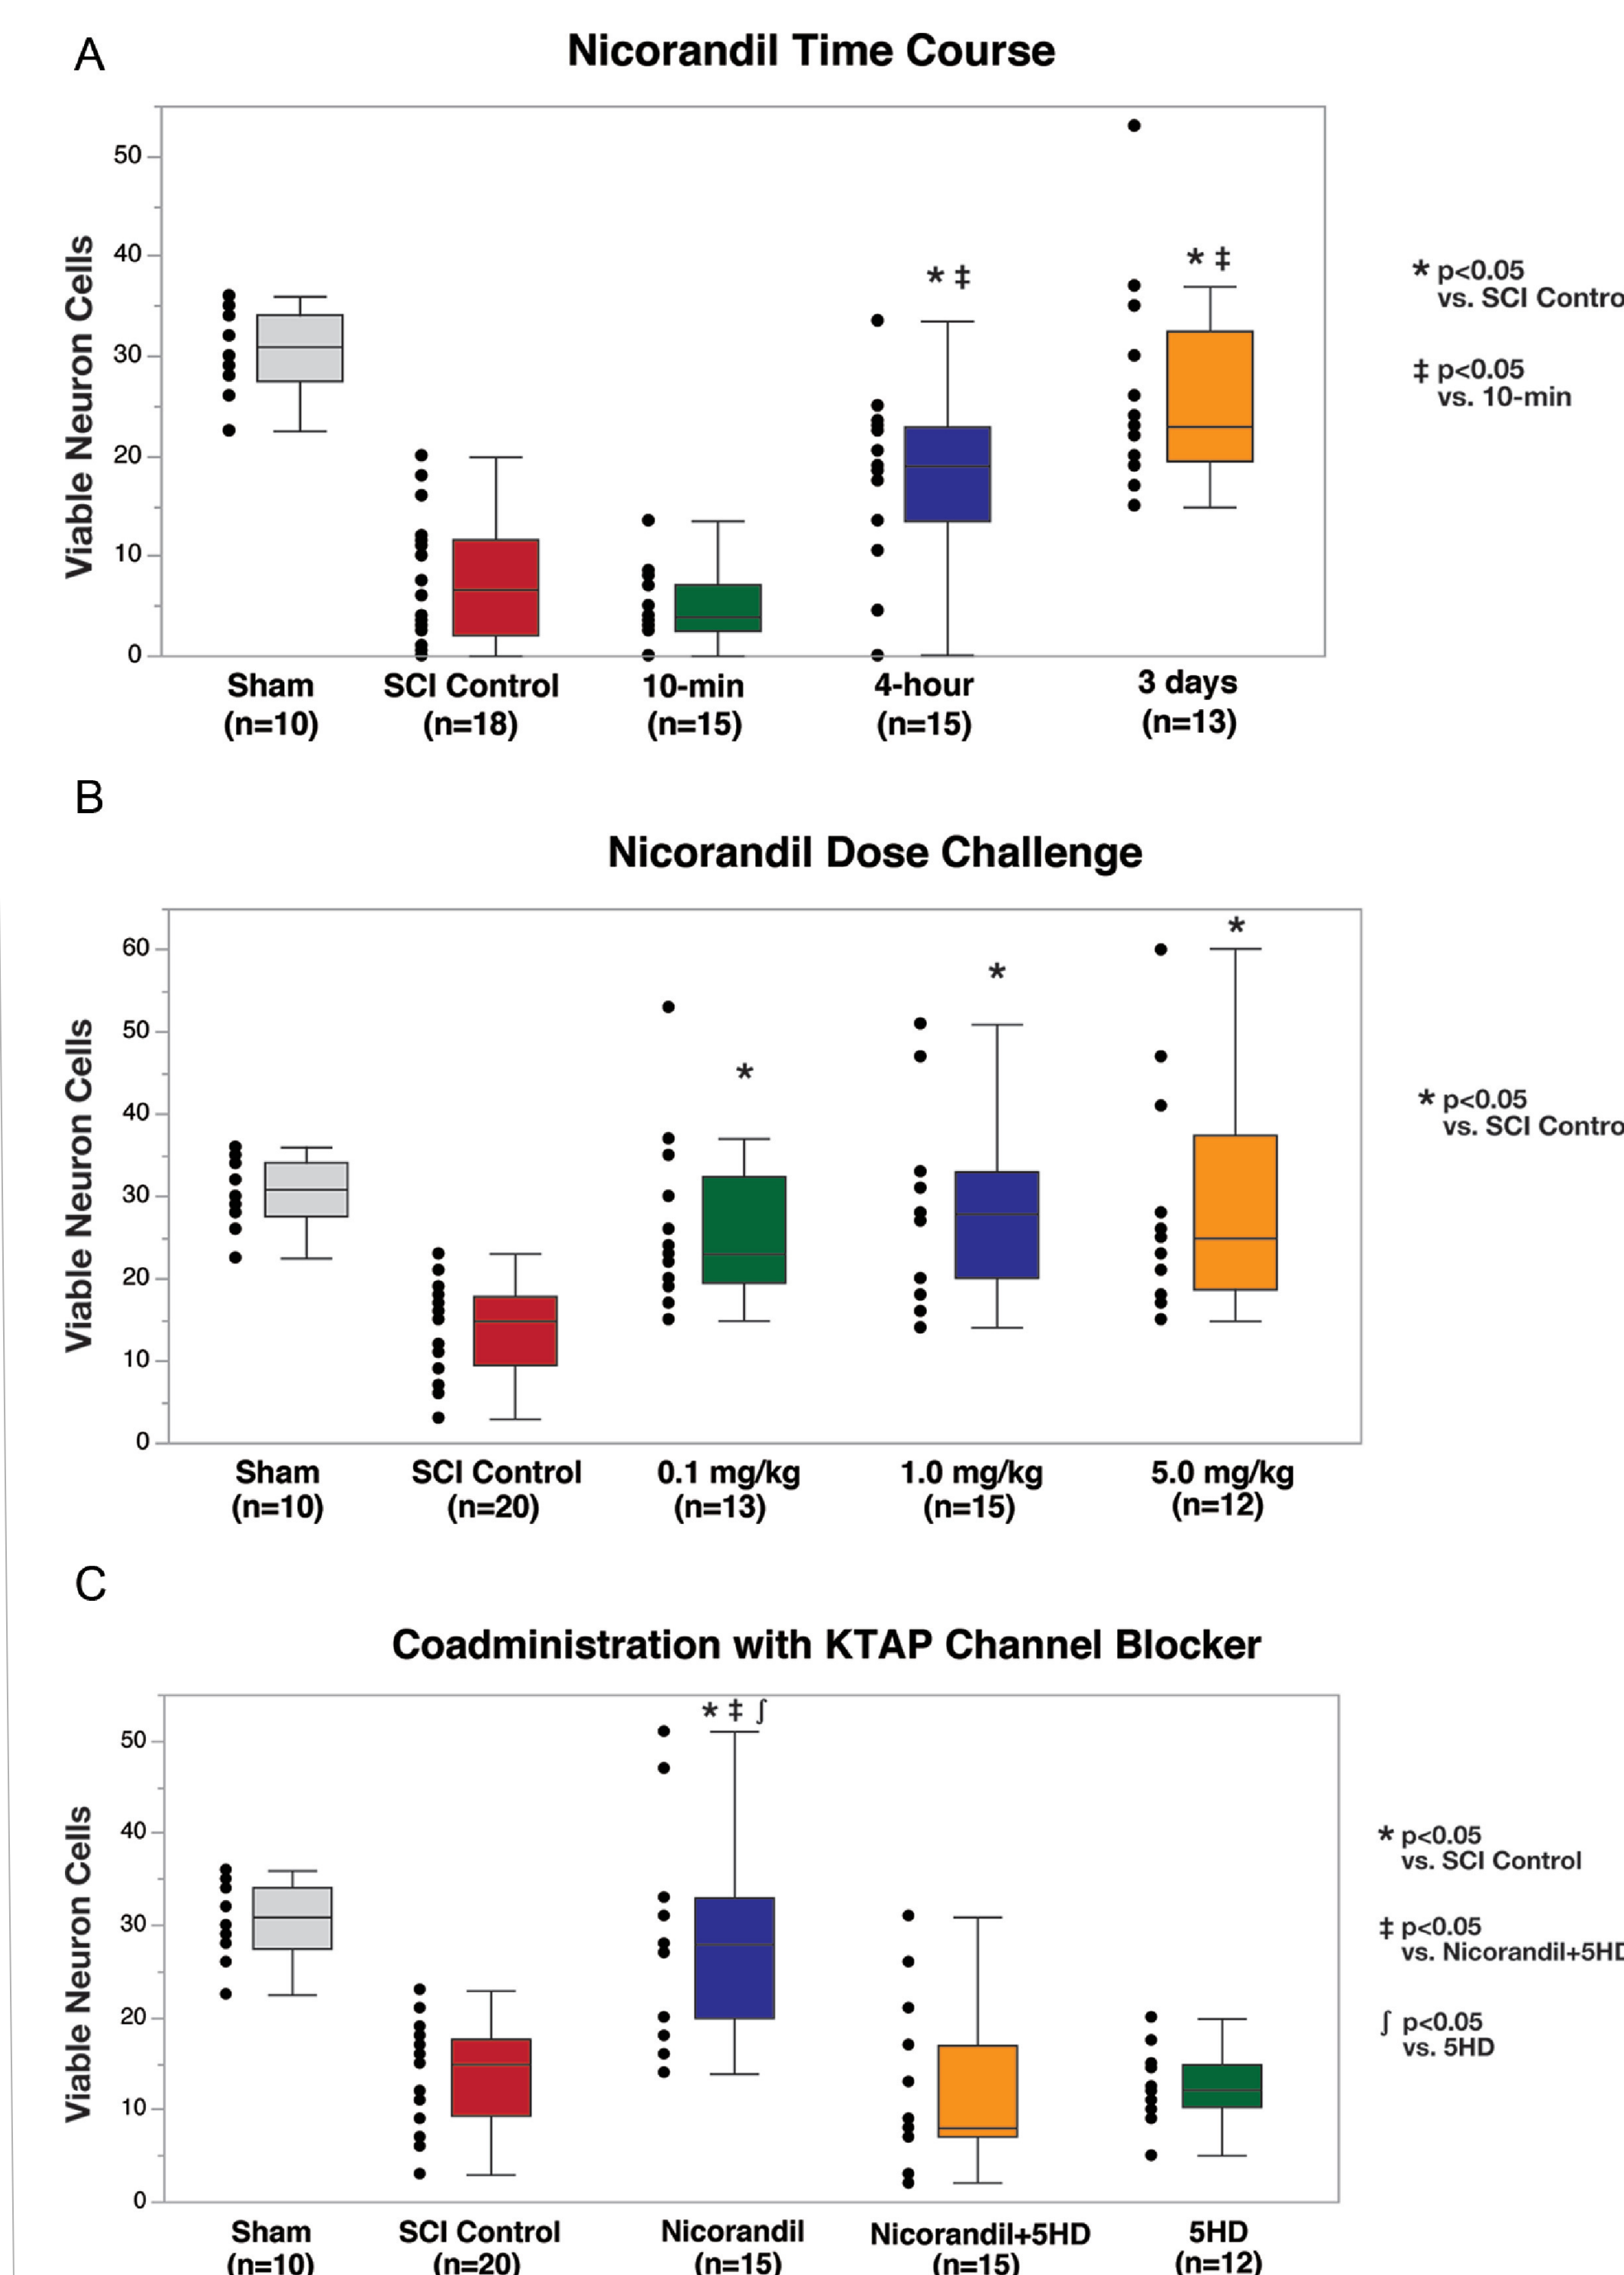 A
Nicorandil Time Course
Viable Neuron Cells
50
40
30
20
10
0
* ‡
* ‡
* p<0.05
vs. SCI Contro
‡ p<0.05
vs. 10-min
Sham SCI Control 10-min 4-hour 3 days
(n=10) (n=18) (n=15) (n=15) (n=13)
B
Nicorandil Dose Challenge
Viable Neuron Cells
60
50
40
30
20
10
0
*
*
*
* p<0.05
vs. SCI Contro
Sham SCI Control 0.1 mg/kg 1.0 mg/kg 5.0 mg/kg
(n=10) (n=20) (n=13) (n=15) (n=12)
C
Coadministration with KTAP Channel Blocker
Viable Neuron Cells
50
40
30
20
10
0
* ‡ ∫
* p<0.05
vs. SCI Control
‡ p<0.05
vs. Nicorandil+5HD
∫ p<0.05
vs. 5HD
Sham SCI Control Nicorandil Nicorandil+5HD 5HD
(n=10) (n=20) (n=15) (n=15) (n=12)